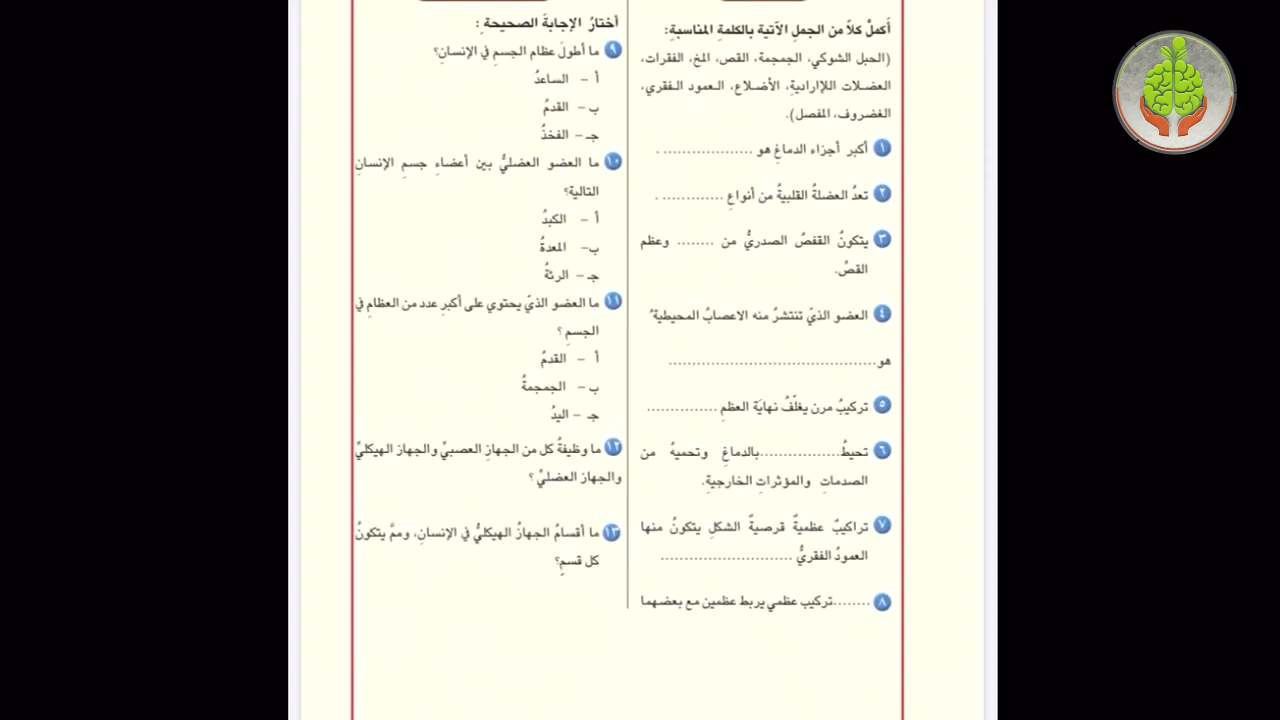 أكملْ كلاً من الجملِ الآتية بالكلمةِ المناسبةِ:
(الحبل الشوكي، الجمجمة، القص، المخ، الفقرات،
العضلات اللاإراديةِ، الأضلاع، العمود الفقري،
الغضروف، المفصل).
١ أكبر أجزاء الدماغِ هو ................... .
٢ تعدُ العضلةُ القلبيةُ من أنواعِ ............. .
٣ يتكونُ القفصُ الصدريُّ من ........ وعظم
القصِّ.
٤ العضو الذيّ تنتشرُ منه الاعصابُ المحيطية ُ
هو.............................................
٥ تركيبُ مرن يغلّفُ نهايَة العظمِ ...............
٦ تحيطُ.................بالدماغِ وتحميهُ من
الصدماتِ والمؤثراتِ الخارجيةِ.
٧ تراكيبٌ عظميةٌ قرصيةٌ الشكلِ يتكونُ منها
العمودُ الفقريُّ .............................
٨ ........تركيب عظمي يربط عظمين مع بعضهما
أختارُ الإجابةَ الصحيحة ِ:
٩ ما أطولَ عظام الجسمِ في الإنسانِ؟
أ – الساعدُ
ب – القدمُ
جـ – الفخذُ
١٠ ما العضو العضليُّ بين أعضاءِ جسمِ الإنسانِ
التالية؟
أ – الكبدُ
ب– المعدةُ
جـ – الرئةُ
١١ ما العضو الذيّ يحتوي على أكبرِ عدد من العظامِ في
الجسمِ ؟
أ – القدمُ
ب – الجمجمةُ
جـ – اليدُ
١٢ ما وظيفةُ كل من الجهازِ العصبيِّ والجهاز الهيكليِّ
والجهاز العضليِّ ؟
١٣ ما أقسامُ الجهازُ الهيكليُّ في الإنسانِ، وممَّ يتكونُ
كل قسمٍ؟